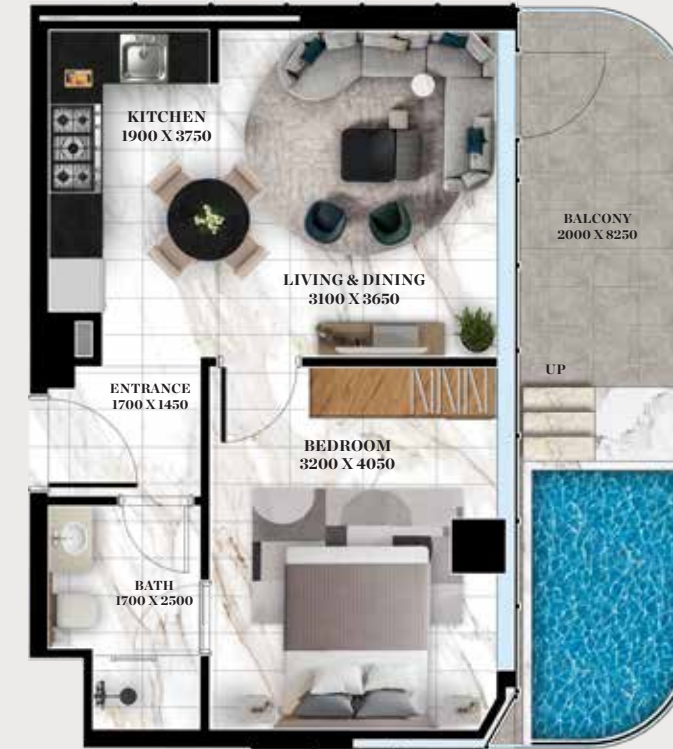 KITCHEN
1900 X 3750
LIVING & DINING
3100 X 3650
BALCONY
2000 X 8250
UP
ENTRANCE
1700 X 1450
BEDROOM
3200 X 4050
BATH
1700 X 2500